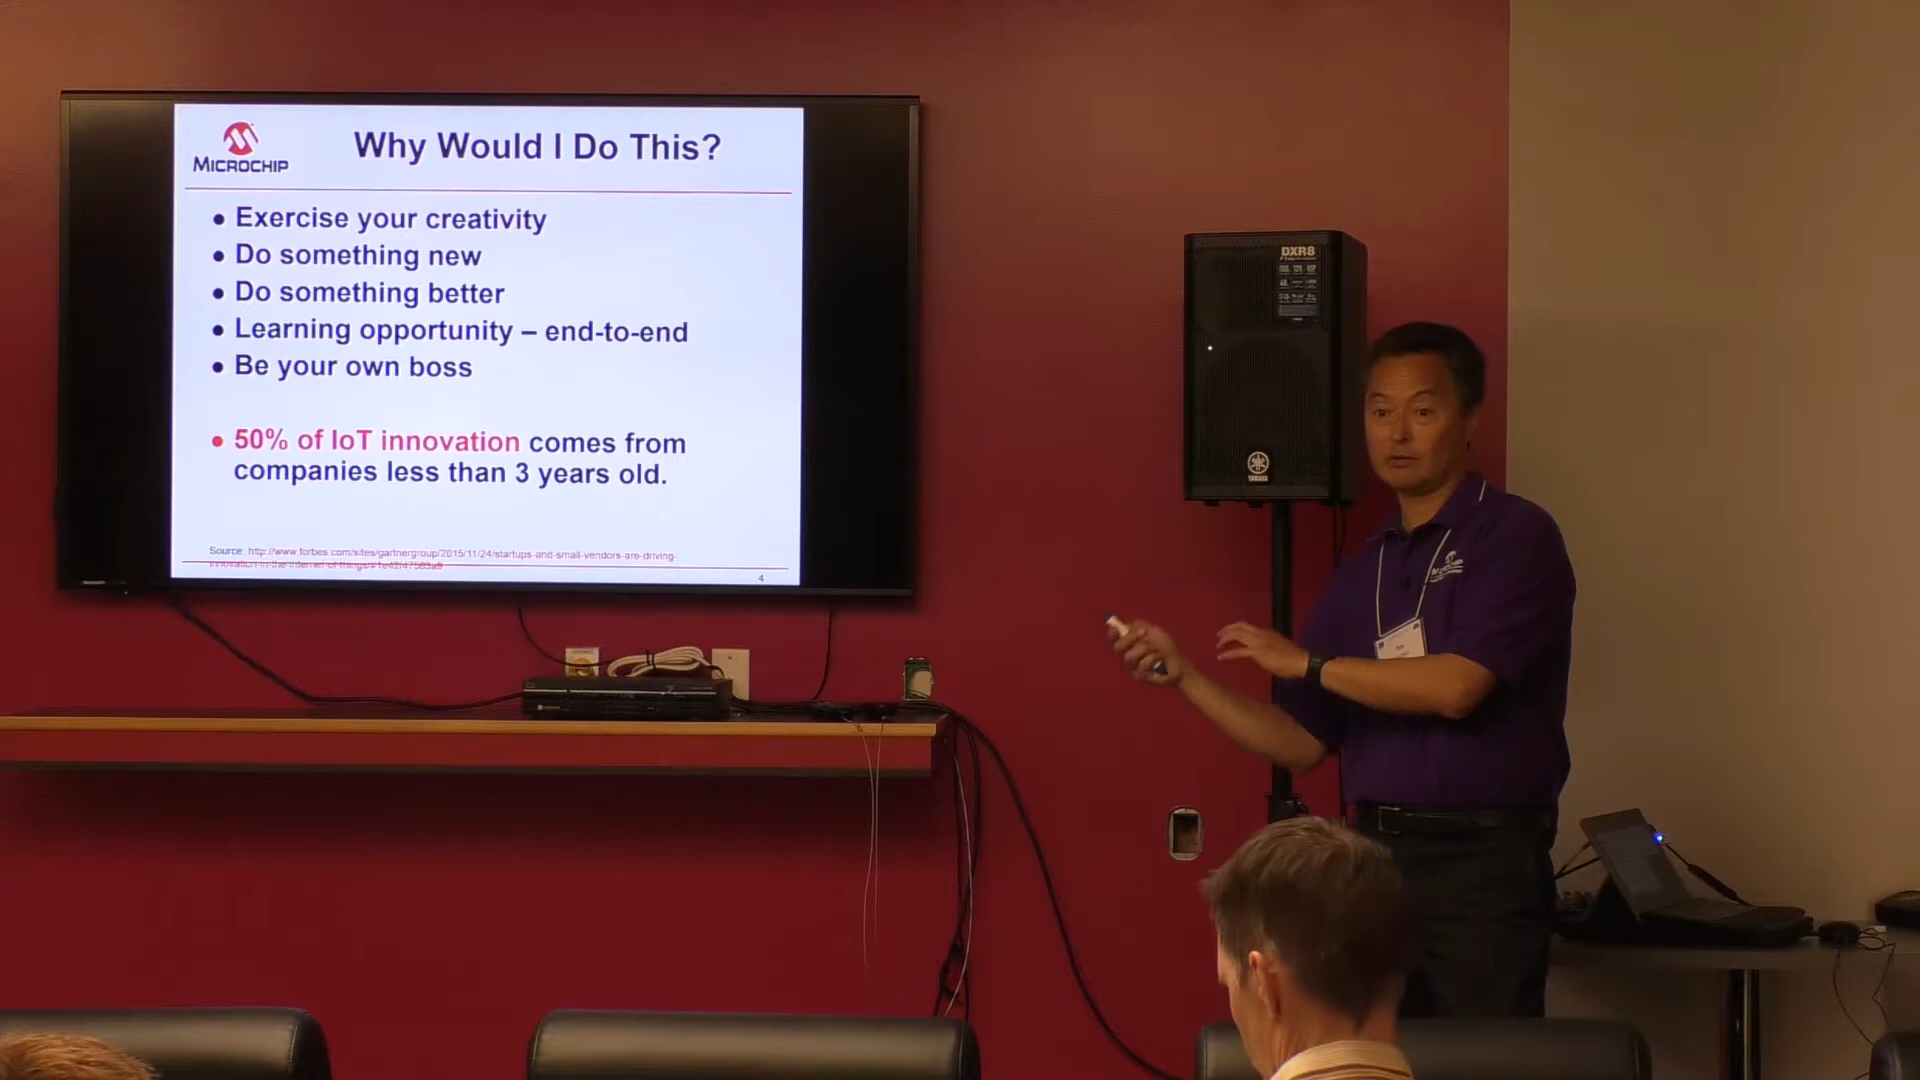 MICROCHIP
Why Would I Do This?
● Exercise your creativity
● Do something new
● Do something better
● Learning opportunity – end-to-end
● Be your own boss
● 50% of IoT innovation comes from
companies less than 3 years old.
Source: http://www.forbes.com/sites/gartnergroup/2015/11/24/startups-and-small-vendors-are-driving-
4
DXR8
YAMAHA